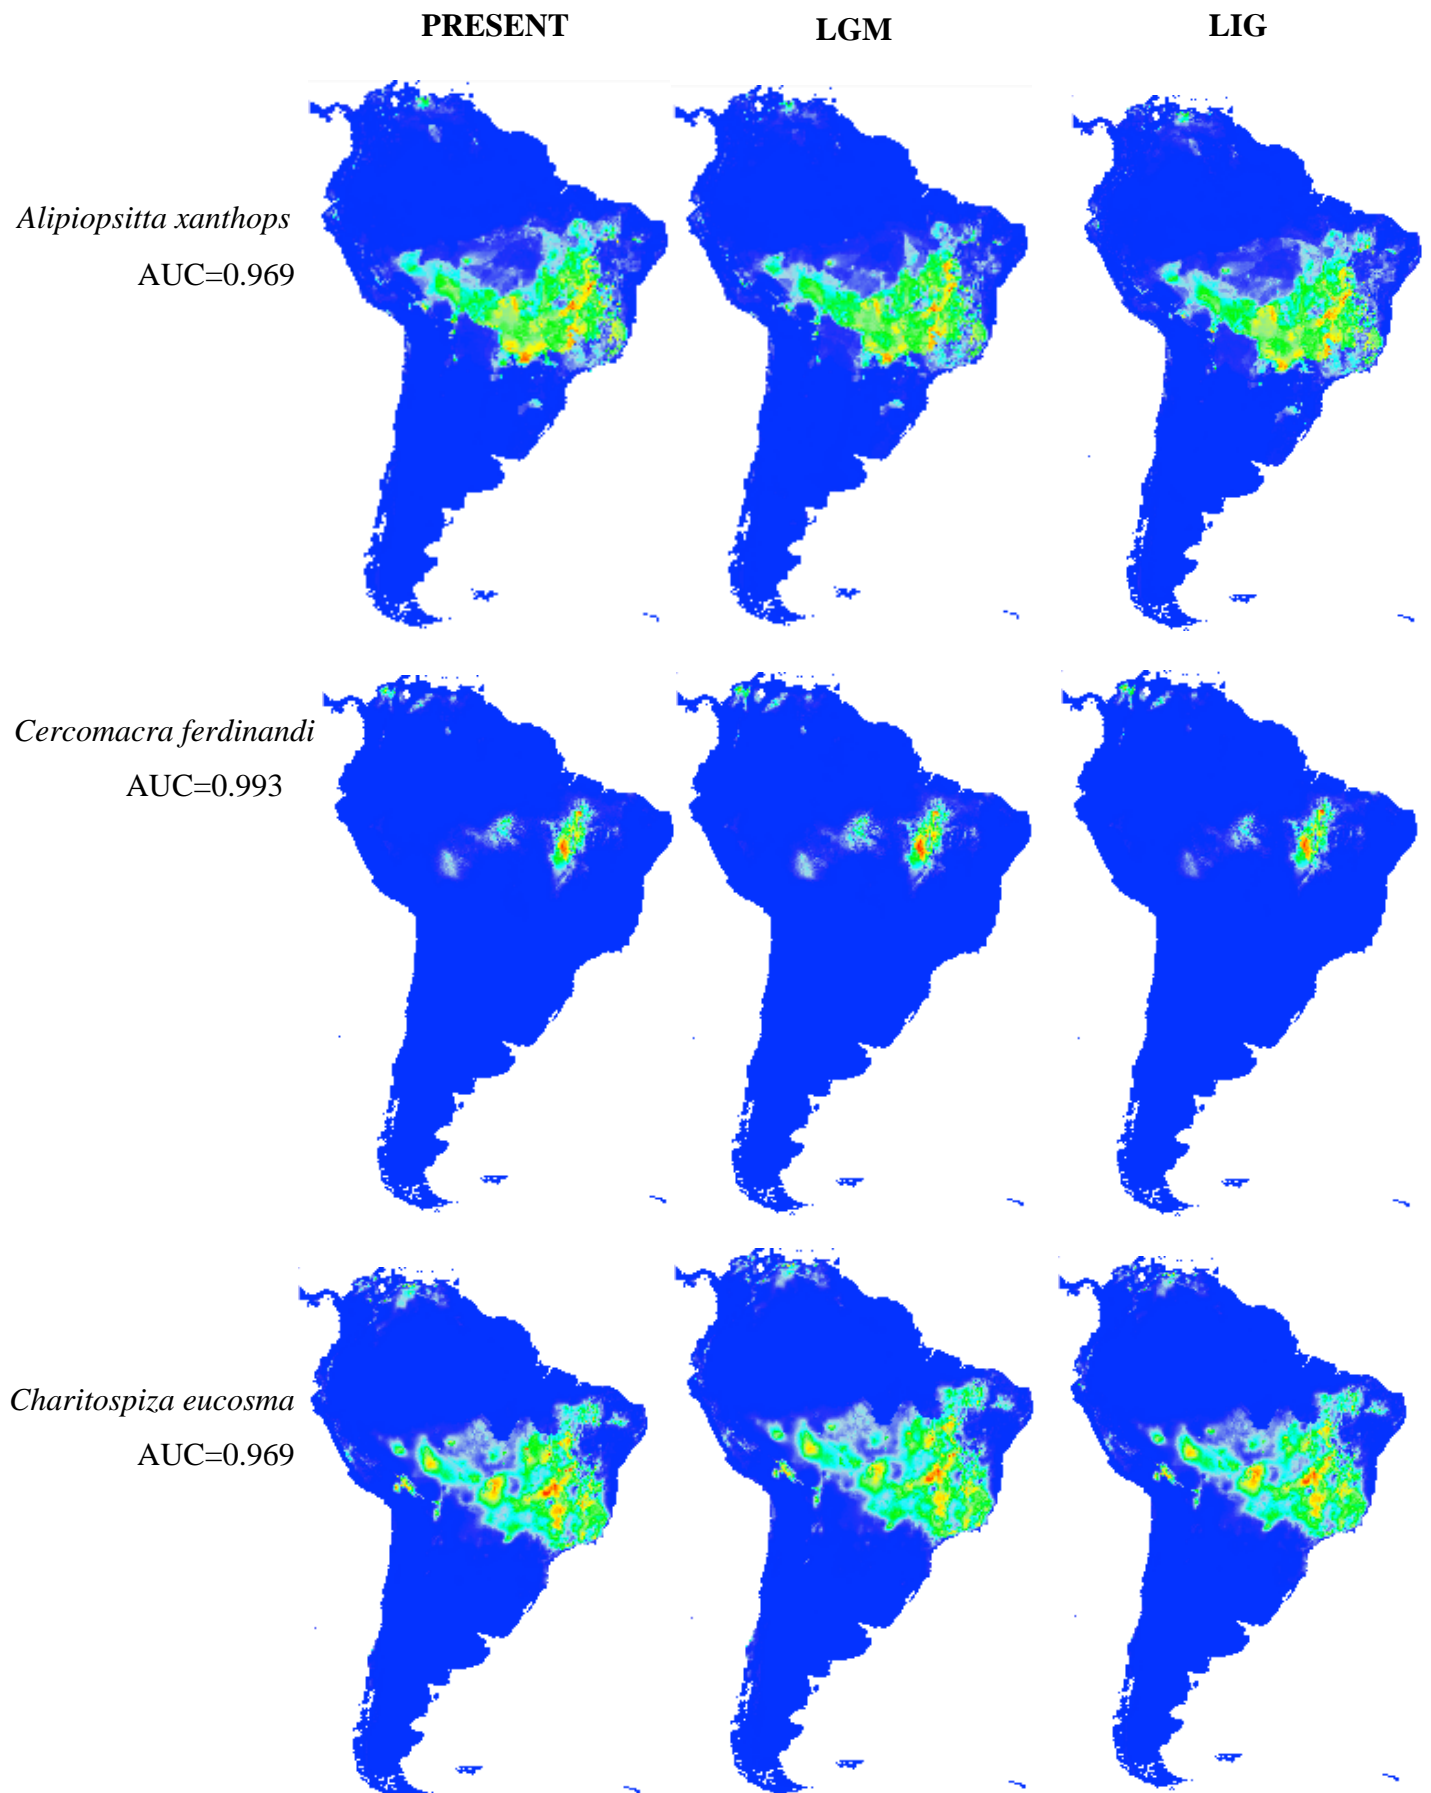 PRESENT LGM LIG
Alipiopsitta xanthops
AUC=0.969
Cercomacra ferdinandi
AUC=0.993
Charitospiza eucosma
AUC=0.969